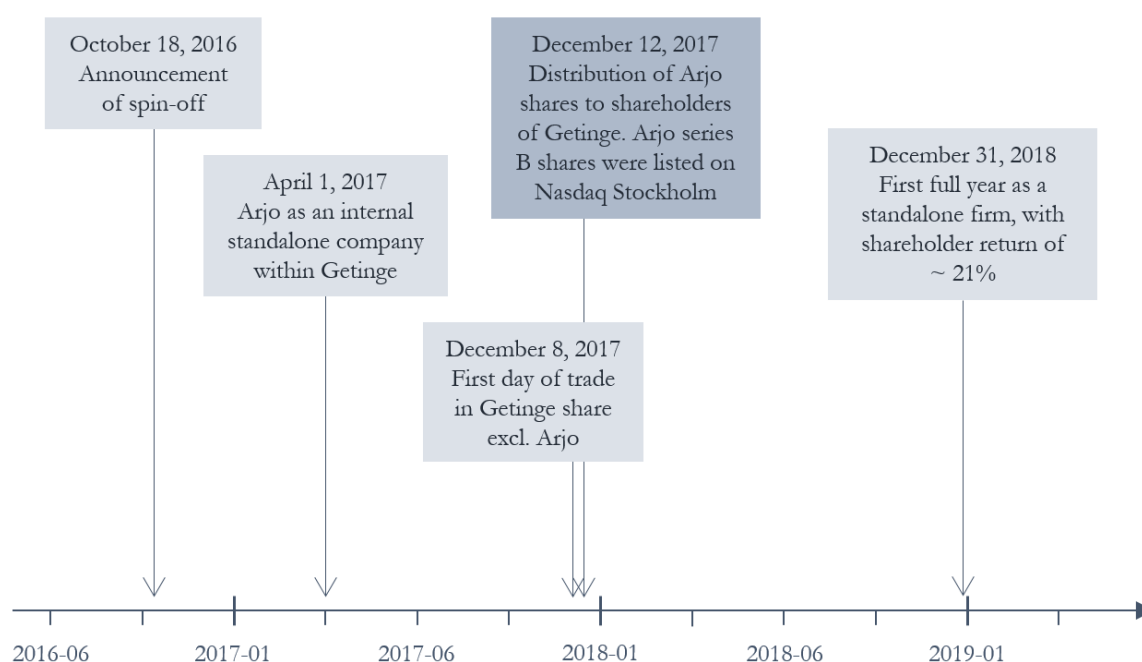 October 18, 2016
Announcement
of spin-off
April 1, 2017
Arjo as an internal
standalone company
within Getinge
December 12, 2017
Distribution of Arjo
shares to shareholders
of Getinge. Arjo series
B shares were listed on
Nasdaq Stockholm
December 8, 2017
First day of trade
in Getinge share
excl. Arjo
December 31, 2018
First full year as a
standalone firm, with
shareholder return of
~ 21%
2016-06
2017-01
2017-06
2018-01
2018-06
2019-01